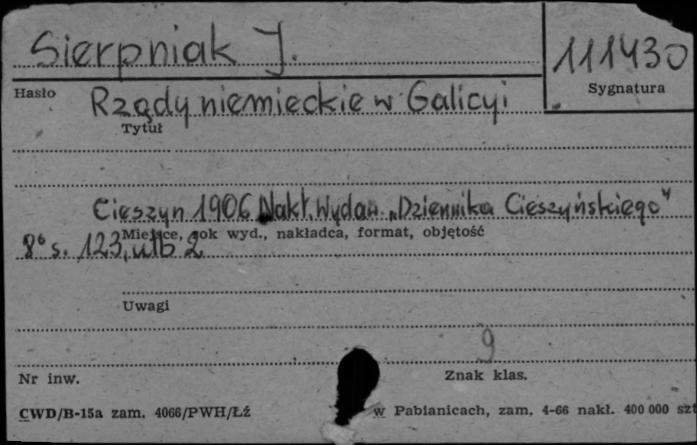 Sierpniak J.
111430
Hasło
Sygnatura
Rządy niemieckie w Galicyi
Tytuł
Cieszyn 1906 Nakł. Wydaw. „Dziennika Cieszyńskiego"
Miejsce, rok wyd., nakładca, format, objętość
8° s. 123, ulb 2
Uwagi
9
Nr inw.
Znak klas.
CWD/B-15a zam. 4066/PWH/Łź
w Pabianicach, zam. 4-66 nakł. 400 000 szt